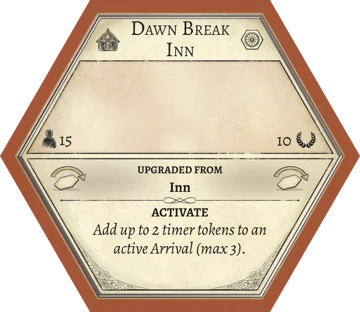 Dawn Break
Inn
15
10
UPGRADED FROM
Inn
ACTIVATE
Add up to 2 timer tokens to an
active Arrival (max 3).